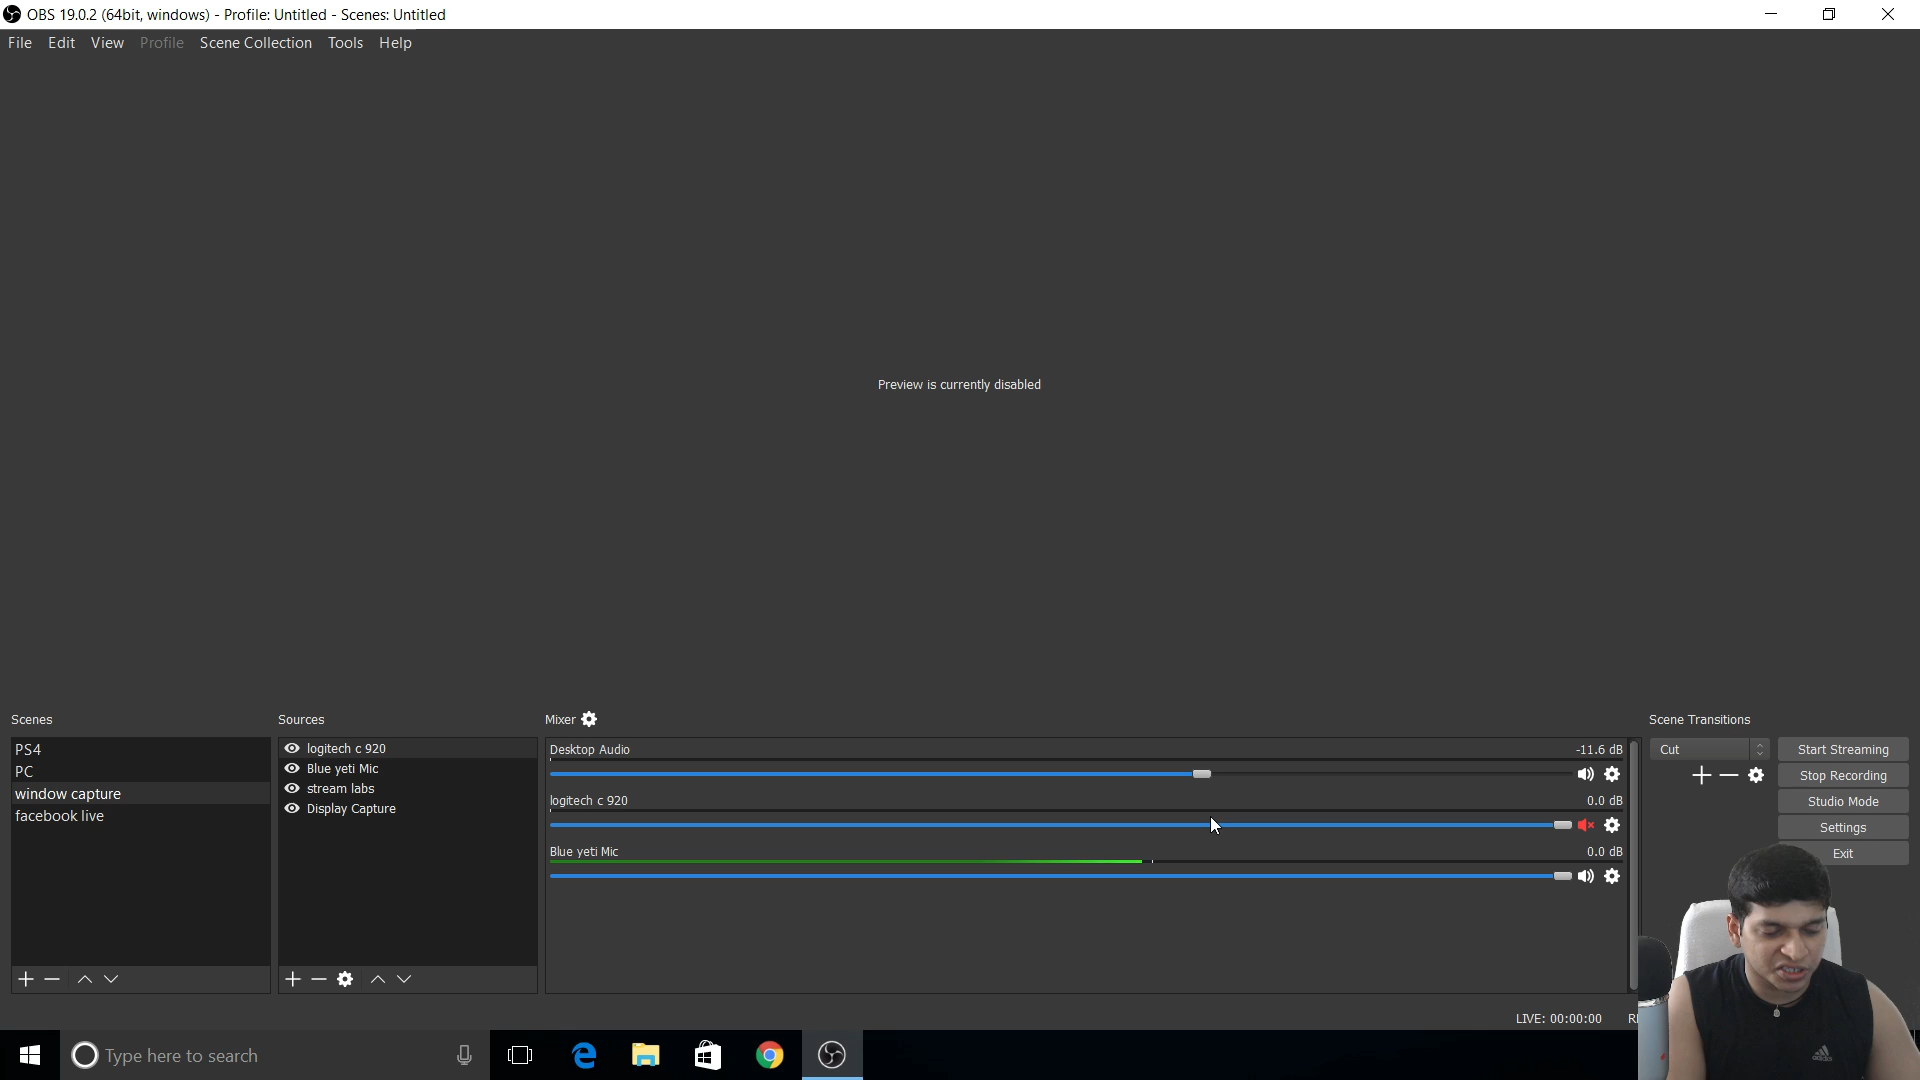 OBS 19.0.2 (64bit, windows) - Profile: Untitled - Scenes: Untitled
File Edit View Profile Scene Collection Tools Help
Preview is currently disabled
Scenes
PS4
PC
window capture
facebook live
Sources
logitech c 920
Blue yeti Mic
stream labs
Display Capture
Mixer
Desktop Audio -11.6 dB
logitech c 920 0.0 dB
Blue yeti Mic 0.0 dB
Scene Transitions
Cut
Start Streaming
Stop Recording
Studio Mode
Settings
Exit
LIVE: 00:00:00
Type here to search